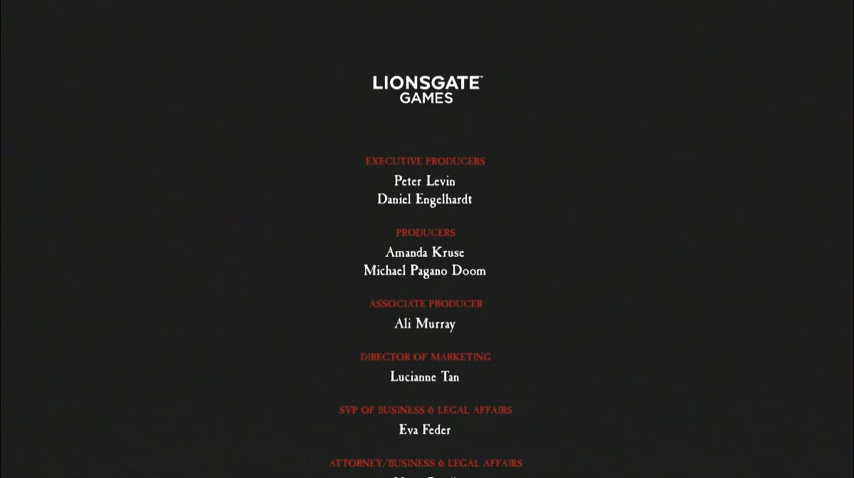 LIONSGATE™
GAMES
EXECUTIVE PRODUCERS
Peter Levin
Daniel Engelhardt
PRODUCERS
Amanda Kruse
Michael Pagano Doom
ASSOCIATE PRODUCER
Ali Murray
DIRECTOR OF MARKETING
Lucianne Tan
SVP OF BUSINESS & LEGAL AFFAIRS
Eva Feder
ATTORNEY/BUSINESS & LEGAL AFFAIRS